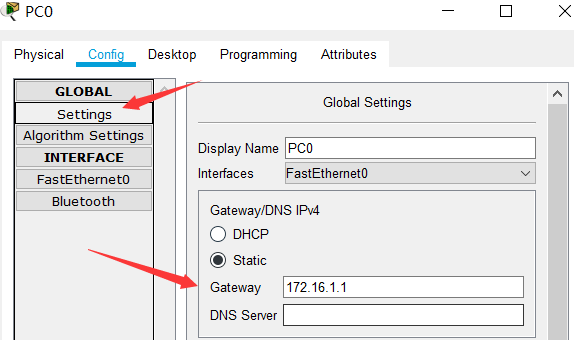 PC0
Physical Config Desktop Programming Attributes
GLOBAL
Settings
Algorithm Settings
INTERFACE
FastEthernet0
Bluetooth
Global Settings
Display Name PC0
Interfaces FastEthernet0
Gateway/DNS IPv4
DHCP
Static
Gateway 172.16.1.1
DNS Server